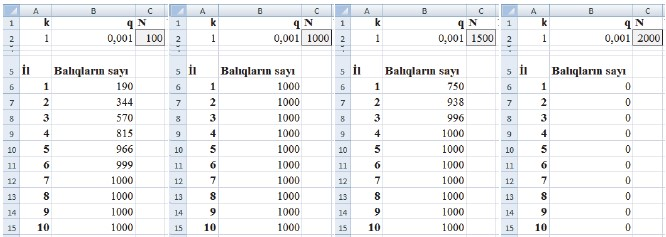 A B C
1 k q N
2 1 0,001 100
5 İl Balıqların sayı
6 1 190
7 2 344
8 3 570
9 4 815
10 5 966
11 6 999
12 7 1000
13 8 1000
14 9 1000
15 10 1000
A B C
1 k q N
2 1 0,001 1000
5 İl Balıqların sayı
6 1 1000
7 2 1000
8 3 1000
9 4 1000
10 5 1000
11 6 1000
12 7 1000
13 8 1000
14 9 1000
15 10 1000
A B C
1 k q N
2 1 0,001 1500
5 İl Balıqların sayı
6 1 750
7 2 938
8 3 996
9 4 1000
10 5 1000
11 6 1000
12 7 1000
13 8 1000
14 9 1000
15 10 1000
A B C
1 k q N
2 1 0,001 2000
5 İl Balıqların sayı
6 1 0
7 2 0
8 3 0
9 4 0
10 5 0
11 6 0
12 7 0
13 8 0
14 9 0
15 10 0